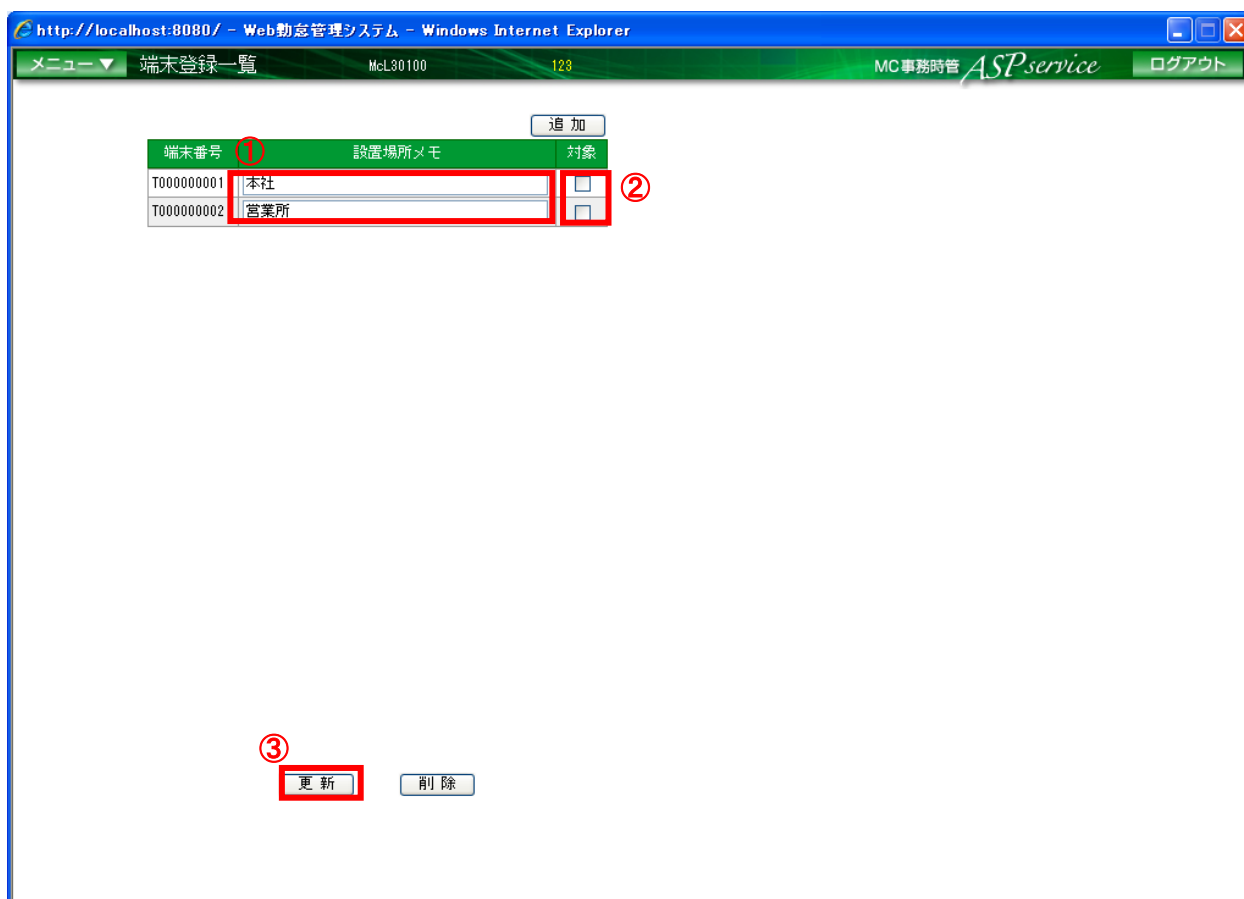 http://localhost:8080/ - Web勤怠管理システム - Windows Internet Explorer
メニュー▼ 端末登録一覧 McL30100 123 MC事務時管 ASPservice ログアウト
追 加
端末番号 ① 設置場所メモ 対象
T000000001 本社
②
T000000002 営業所
③
更 新 削 除